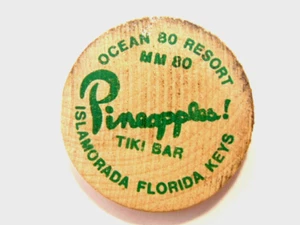 OCEAN 80 RESORT
MM 80
Pineapples!
TIKI BAR
ISLAMORADA FLORIDA KEYS